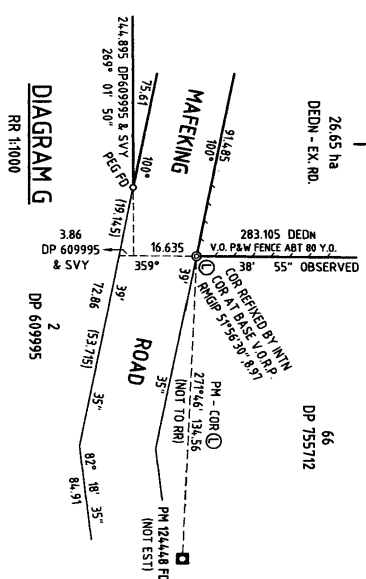 1
26.65 ha
DEDN - EX. RD.
66
DP 755712
283.105 DEDN
V.O. P&W FENCE ABT 80 Y.O.
38' 55" OBSERVED
COR REFIXED BY INTN
COR AT BASE V.O.R.P.
RMGIP 51°56'30" 8.97
L
PM - COR L
271°46' 134.56
(NOT TO RR)
PM 124448 FD
(NOT EST)
MAFEKING
ROAD
91.485
100°
39'
35"
16.635
359°
75.61
100°
PEG FD
(19.145)
39'
72.86
(53.715)
35"
82° 18' 35"
84.91
244.895 DP609995 & SVY
269° 01' 50"
3.86
DP 609995
& SVY
2
DP 609995
DIAGRAM G
RR 1:1000